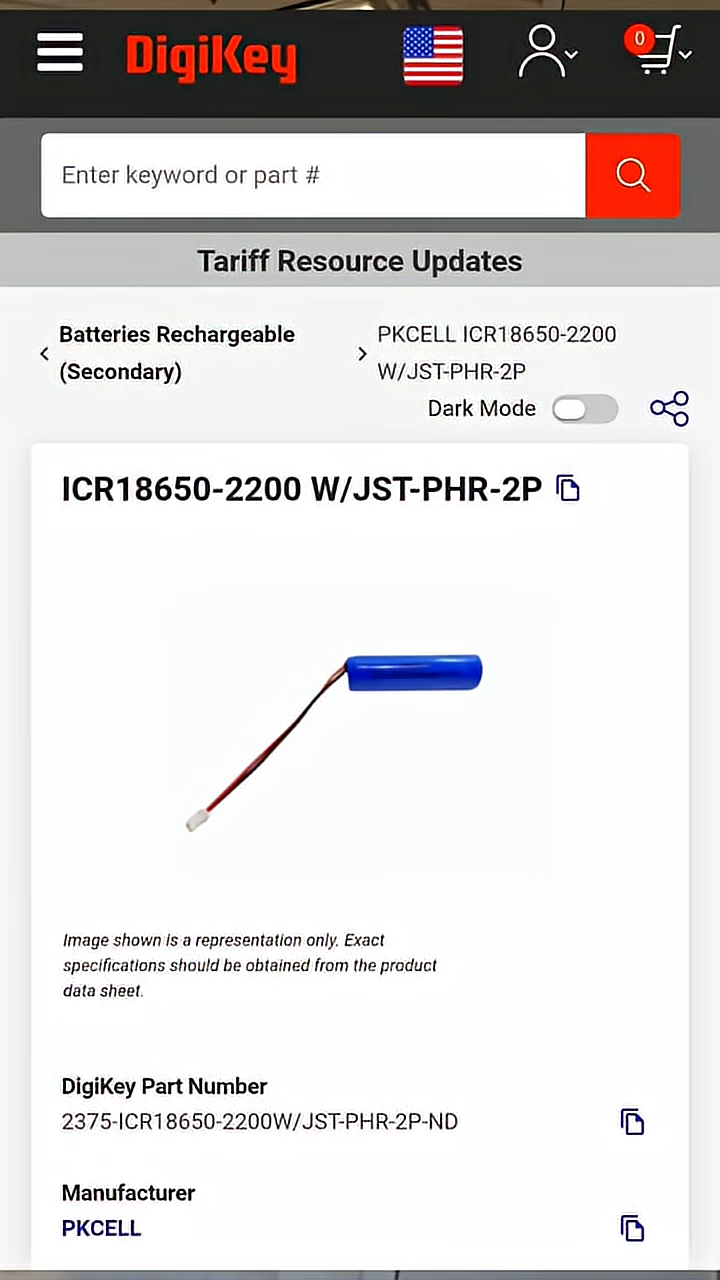 DigiKey
0
Enter keyword or part #
Tariff Resource Updates
Batteries Rechargeable
(Secondary)
PKCELL ICR18650-2200
W/JST-PHR-2P
Dark Mode
ICR18650-2200 W/JST-PHR-2P
Image shown is a representation only. Exact
specifications should be obtained from the product
data sheet.
DigiKey Part Number
2375-ICR18650-2200W/JST-PHR-2P-ND
Manufacturer
PKCELL